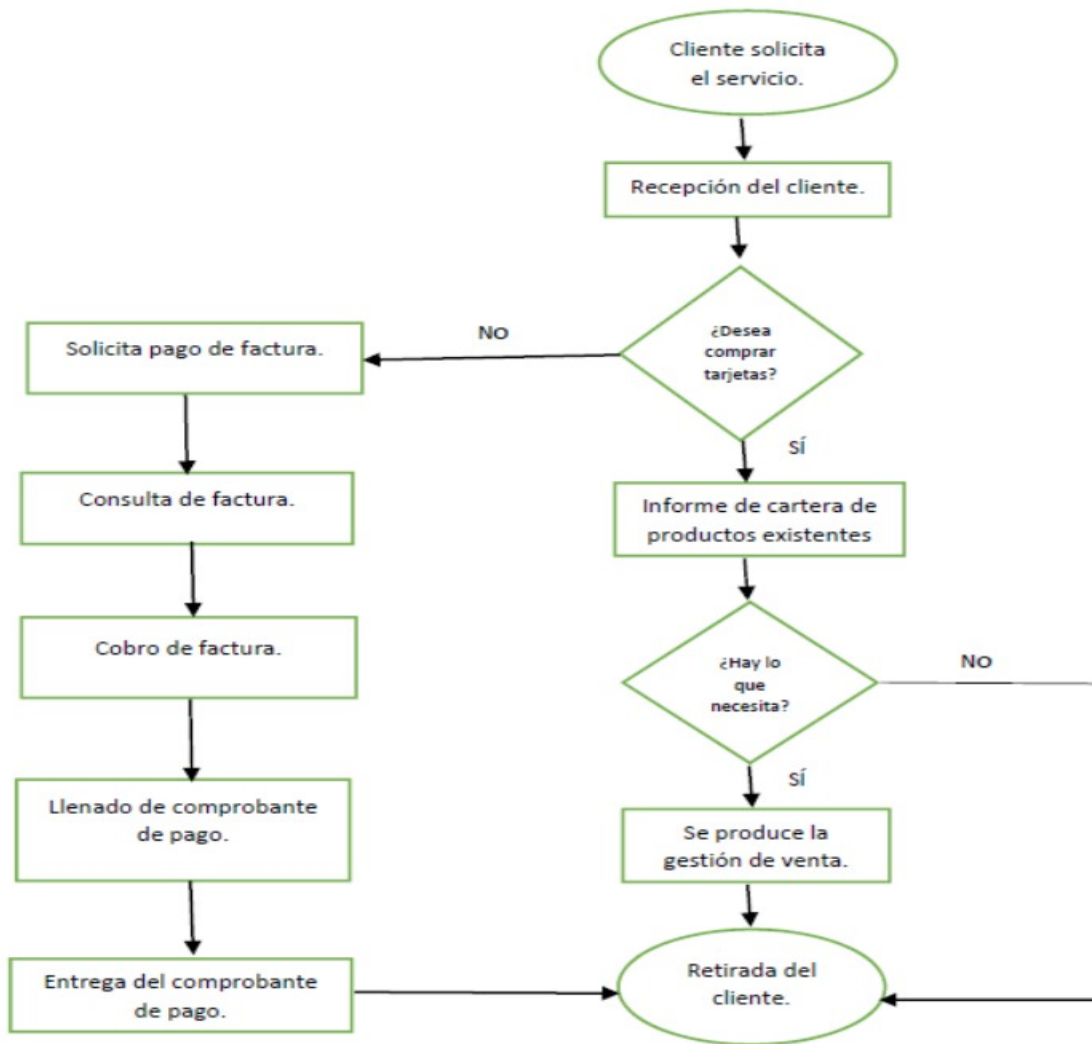 Cliente solicita
el servicio.
Recepción del cliente.
¿Desea
comprar
tarjetas?
No
Solicita pago de factura.
SÍ
Consulta de factura.
Informe de cartera de
productos existentes
Cobro de factura.
¿Hay lo
que
necesita?
NO
SÍ
Llenado de comprobante
de pago.
Se produce la
gestión de venta.
Entrega del comprobante
de pago.
Retirada del
cliente.